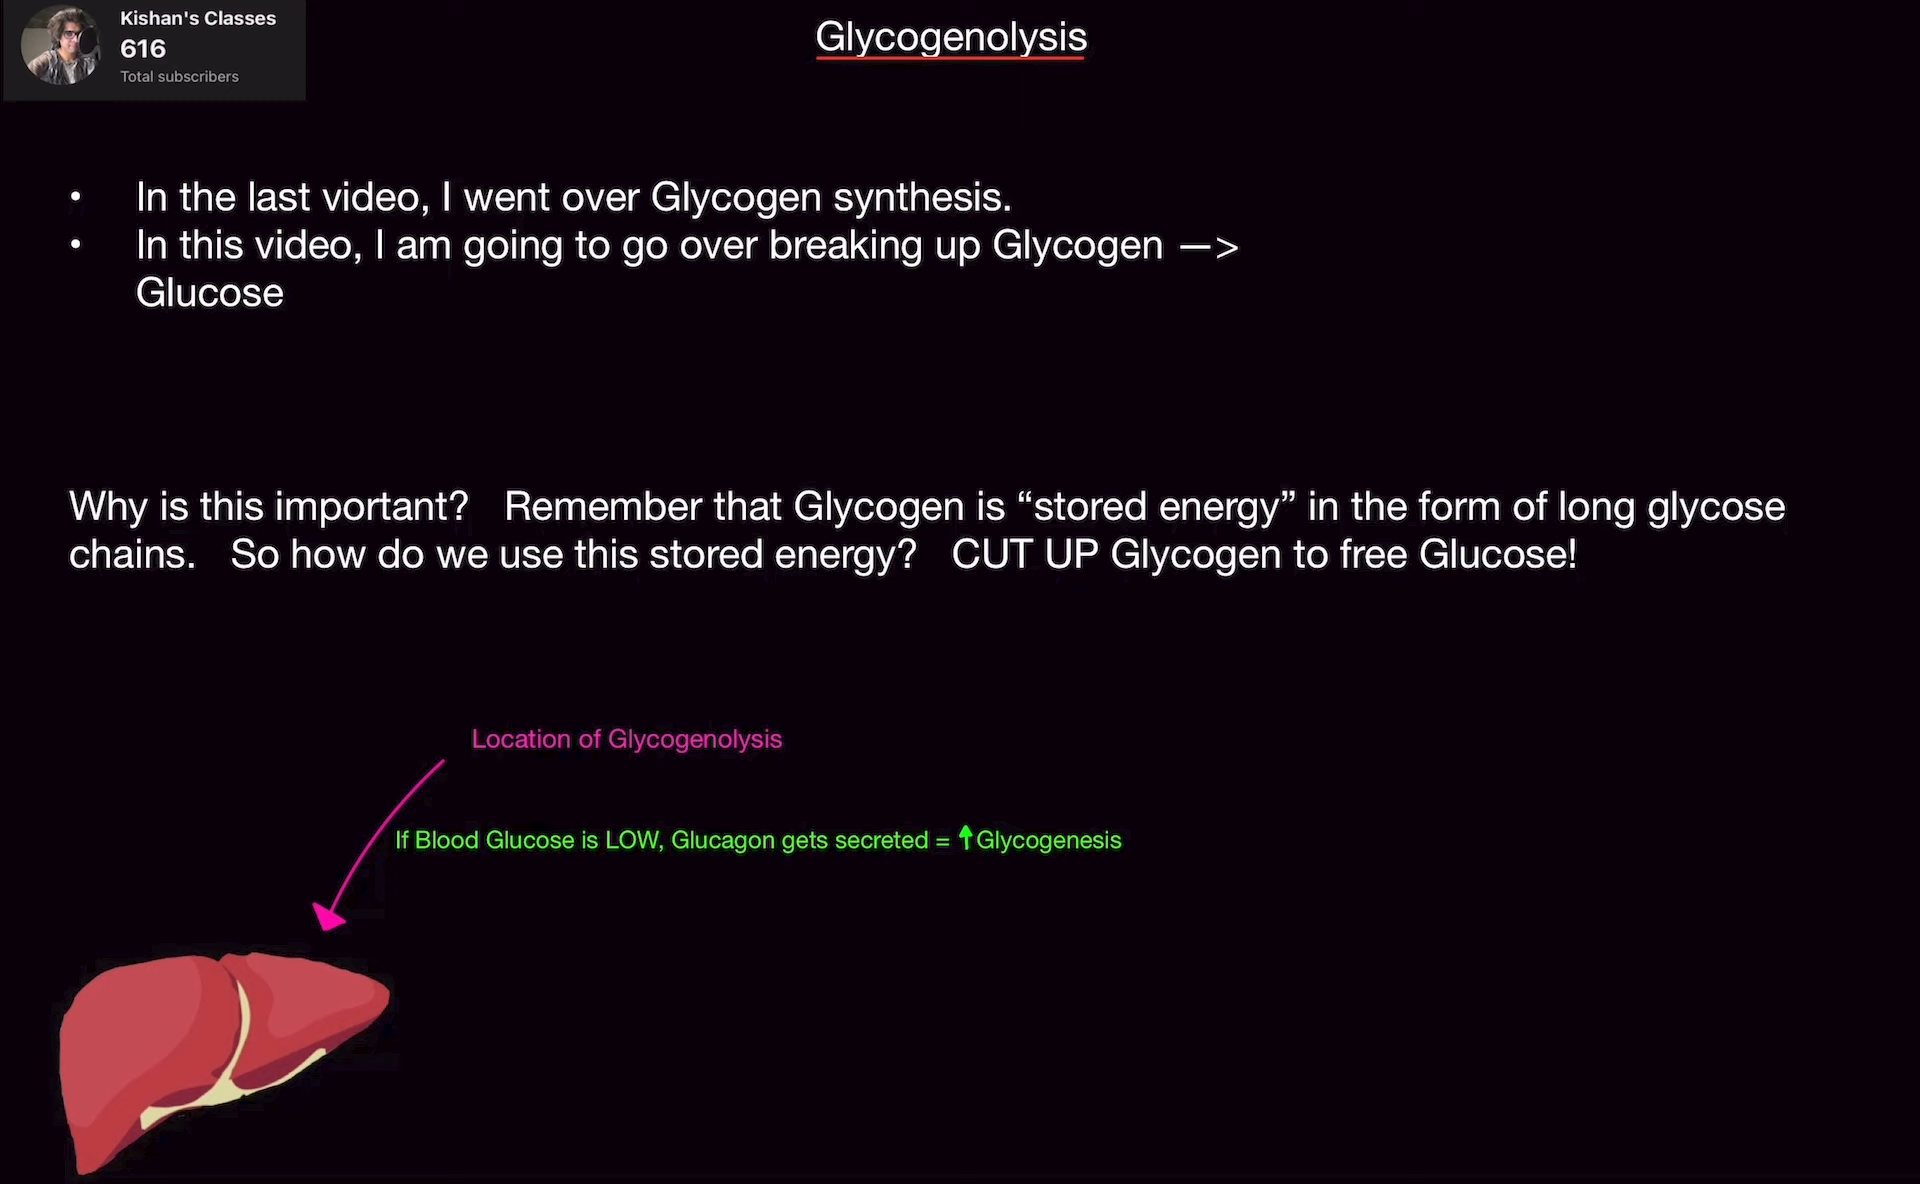 Kishan's Classes
616
Total subscribers
Glycogenolysis
• In the last video, I went over Glycogen synthesis.
• In this video, I am going to go over breaking up Glycogen —>
Glucose
Why is this important? Remember that Glycogen is “stored energy” in the form of long glycose
chains. So how do we use this stored energy? CUT UP Glycogen to free Glucose!
Location of Glycogenolysis
If Blood Glucose is LOW, Glucagon gets secreted = ↑Glycogenesis